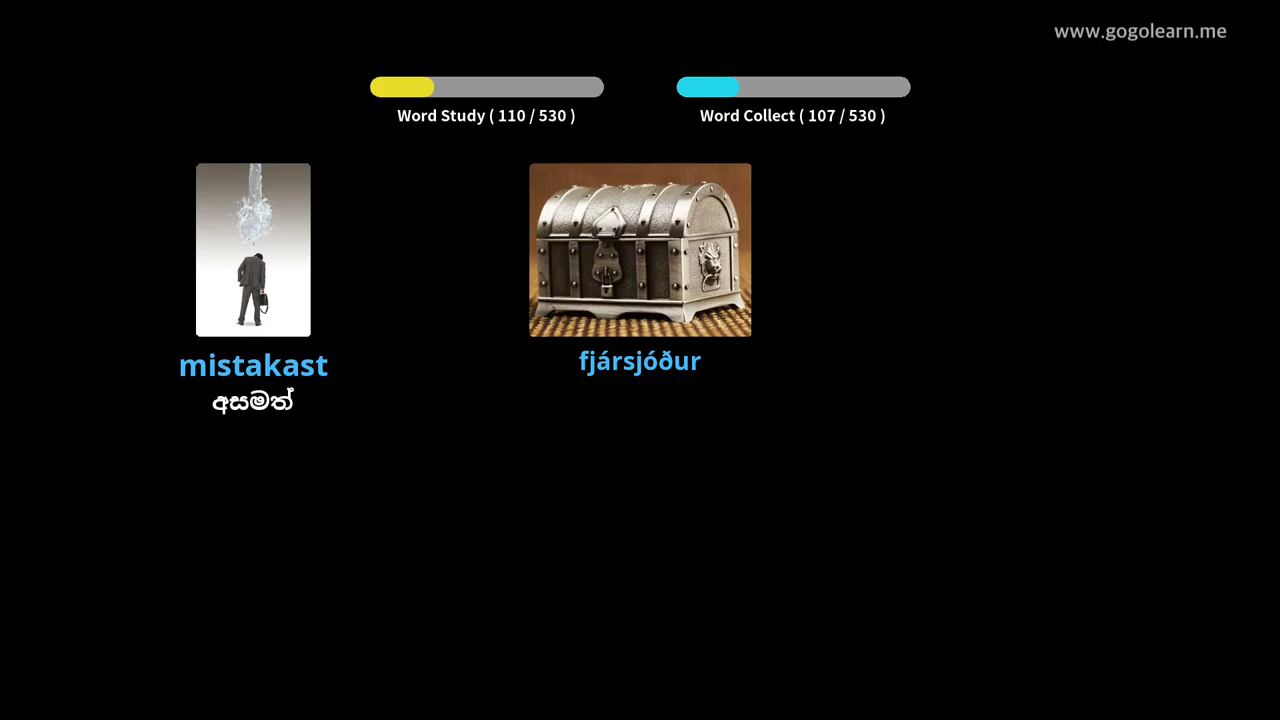 www.gogolearn.me
Word Study ( 110 / 530 )
Word Collect ( 107 / 530 )
mistakast
අසමත්
fjársjóður